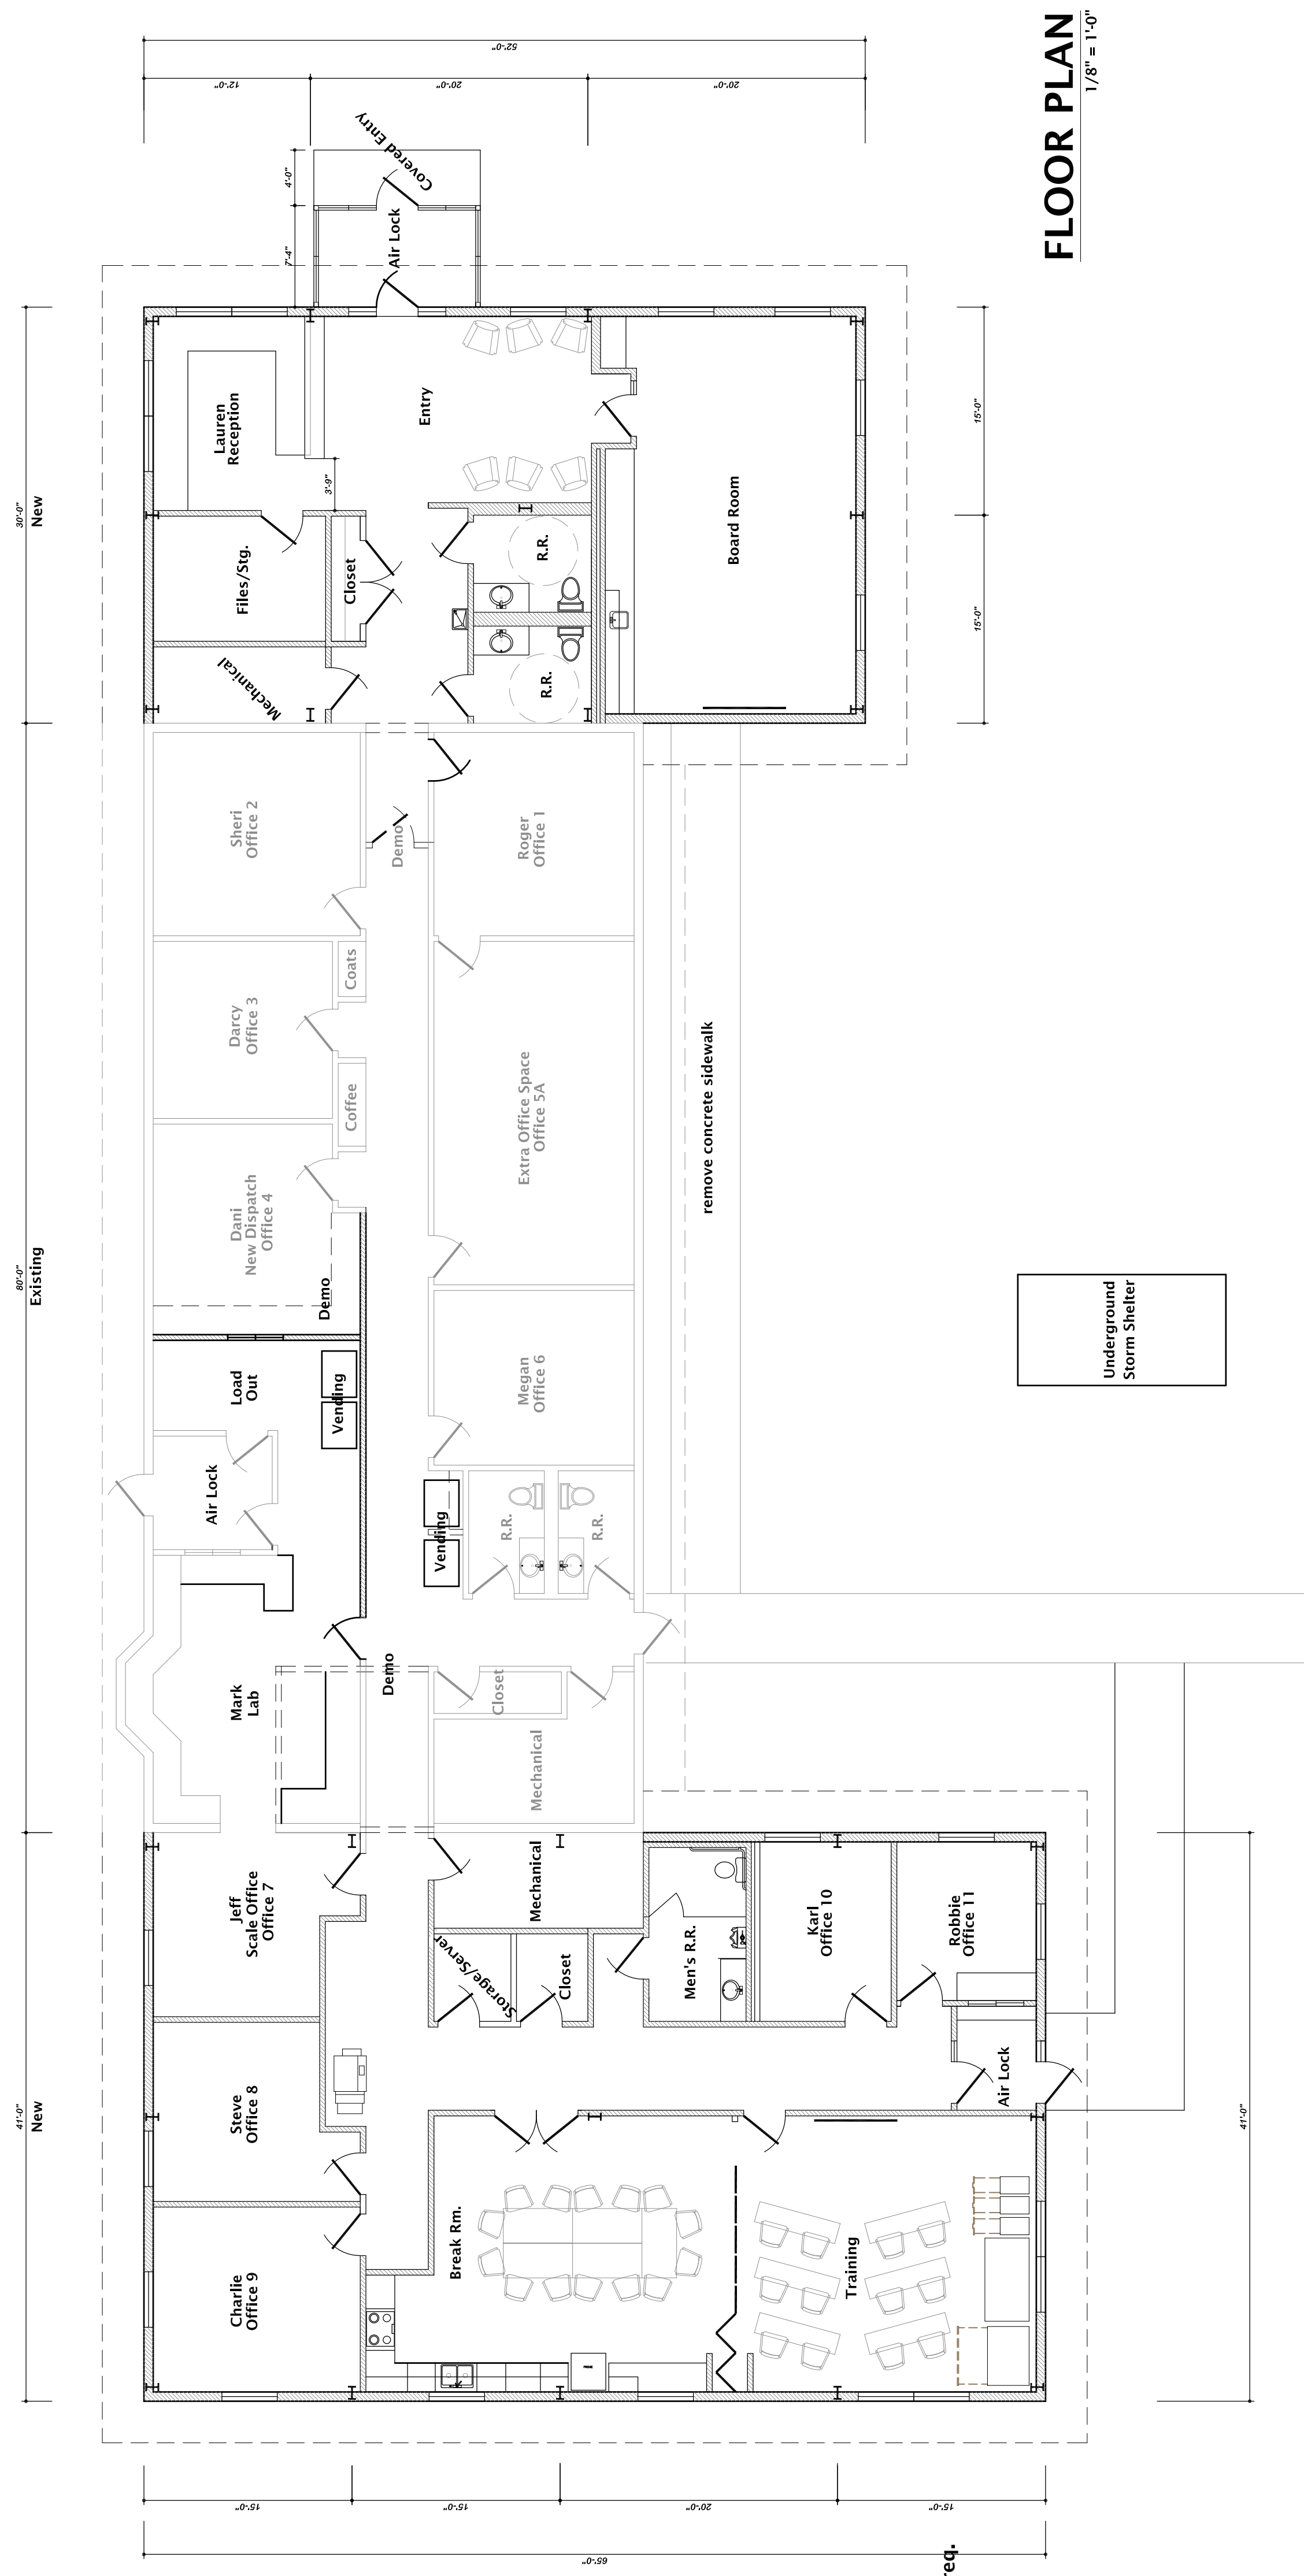 FLOOR PLAN
1/8" = 1'-0"
52'-0"
12'-0"
20'-0"
20'-0"
4'-0"
7'-4"
Covered Entry
Air Lock
30'-0"
New
15'-0"
15'-0"
Lauren
Reception
Entry
3'-9"
Board Room
Files/Stg.
Closet
R.R.
R.R.
Mechanical
80'-0"
Existing
Sheri
Office 2
Demo
Roger
Office 1
Darcy
Office 3
Coats
Coffee
Extra Office Space
Office 5A
remove concrete sidewalk
Dani
New Dispatch
Office 4
Demo
Underground
Storm Shelter
Load
Out
Vending
Megan
Office 6
Air Lock
Vending
R.R.
R.R.
Mark
Lab
Demo
Closet
Mechanical
41'-0"
New
Jeff
Scale Office
Office 7
Mechanical
Storage/Server
Closet
Men's R.R.
Karl
Office 10
Robbie
Office 11
Air Lock
Steve
Office 8
41'-0"
Charlie
Office 9
Break Rm.
Training
15'-0"
15'-0"
20'-0"
15'-0"
65'-0"
req.